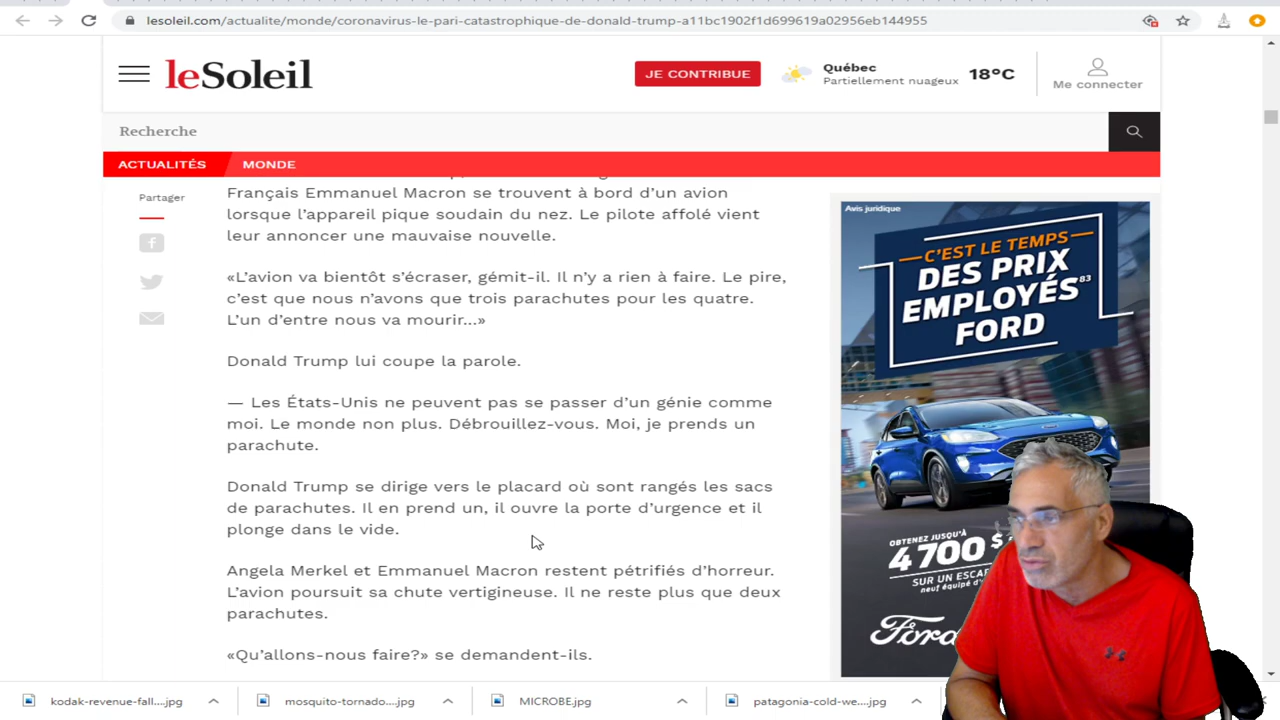 lesoleil.com/actualite/monde/coronavirus-le-pari-catastrophique-de-donald-trump-a11bc1902f1d699619a02956eb144955
leSoleil
JE CONTRIBUE
Québec
Partiellement nuageux
18°C
Me connecter
Recherche
ACTUALITÉS
MONDE
Partager
Français Emmanuel Macron se trouvent à bord d’un avion
lorsque l’appareil pique soudain du nez. Le pilote affolé vient
leur annoncer une mauvaise nouvelle.
«L’avion va bientôt s’écraser, gémit-il. Il n’y a rien à faire. Le pire,
c’est que nous n’avons que trois parachutes pour les quatre.
L’un d’entre nous va mourir…»
Donald Trump lui coupe la parole.
— Les États-Unis ne peuvent pas se passer d’un génie comme
moi. Le monde non plus. Débrouillez-vous. Moi, je prends un
parachute.
Donald Trump se dirige vers le placard où sont rangés les sacs
de parachutes. Il en prend un, il ouvre la porte d’urgence et il
plonge dans le vide.
Angela Merkel et Emmanuel Macron restent pétrifiés d’horreur.
L’avion poursuit sa chute vertigineuse. Il ne reste plus que deux
parachutes.
«Qu’allons-nous faire?» se demandent-ils.
Avis juridique
—C'EST LE TEMPS—
DES PRIX
EMPLOYÉS83
FORD
OBTENEZ JUSQU'À
4 700$
SUR UN
neuf équipé
Ford
kodak-revenue-fall....jpg
mosquito-tornado....jpg
MICROBE.jpg
patagonia-cold-we....jpg